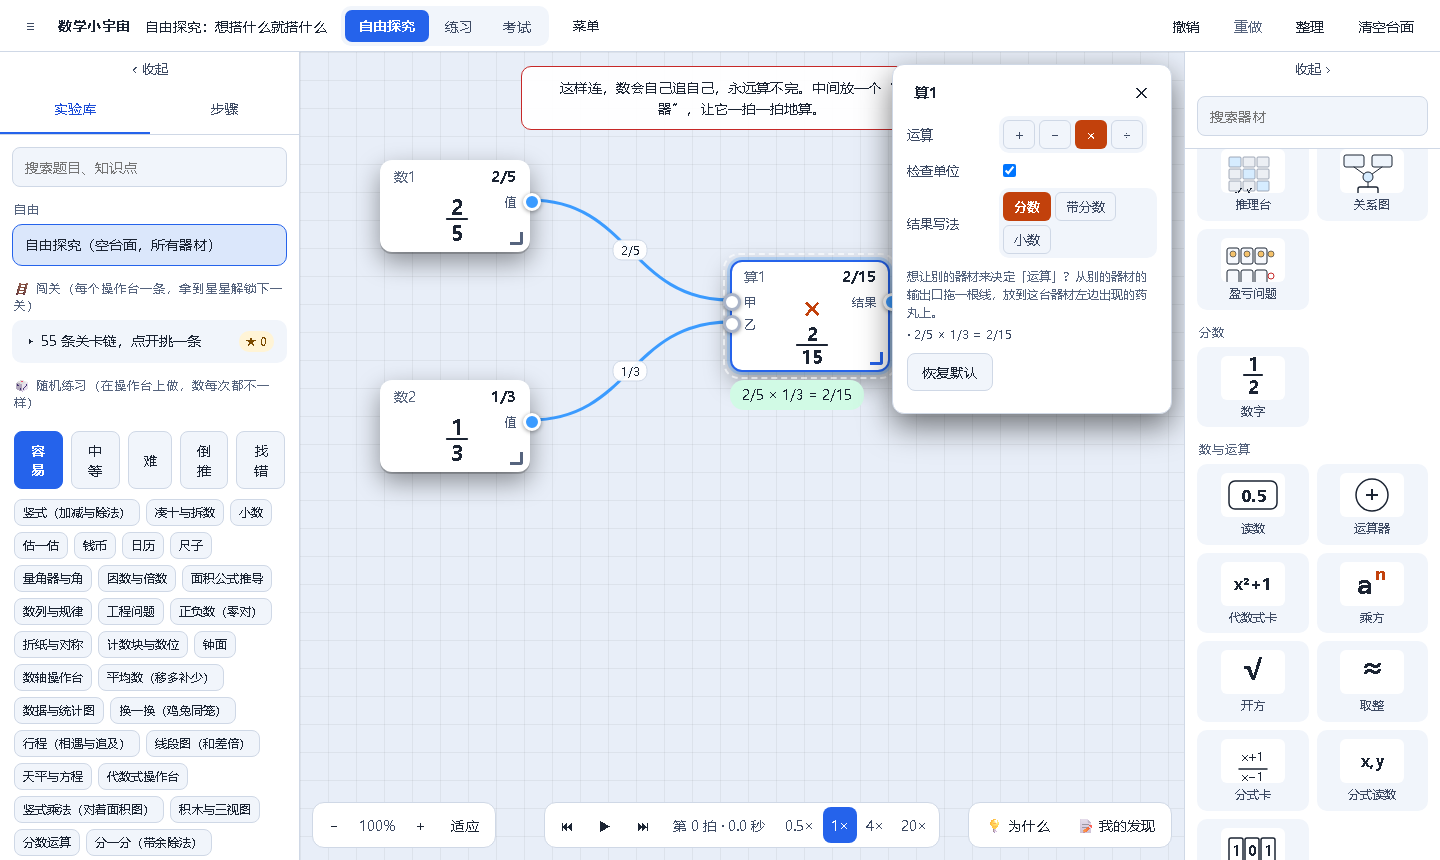 ≡ 数学小宇宙 自由探究：想搭什么就搭什么 自由探究 练习 考试 菜单 撤销 重做 整理 清空台面
‹ 收起
实验库 步骤
搜索题目、知识点
自由
自由探究（空台面，所有器材）
闯关（每个操作台一条，拿到星星解锁下一
关）
▸ 55 条关卡链，点开挑一条 ★ 0
随机练习（在操作台上做，数每次都不一
样）
容易 中等 难 倒推 找错
竖式（加减与除法） 凑十与拆数 小数
估一估 钱币 日历 尺子
量角器与角 因数与倍数 面积公式推导
数列与规律 工程问题 正负数（零对）
折纸与对称 计数块与数位 钟面
数轴操作台 平均数（移多补少）
数据与统计图 换一换（鸡兔同笼）
行程（相遇与追及） 线段图（和差倍）
天平与方程 代数式操作台
竖式乘法（对着面积图） 积木与三视图
分数运算 分一分（带余除法）
这样连，数会自己追自己，永远算不完。中间放一个“
器”，让它一拍一拍地算。
数1 2/5
值
2
5
2/5
数2 1/3
值
1
3
1/3
算1 2/15
甲 结果
×
乙
2
15
2/5 × 1/3 = 2/15
算1 ✕
运算 + − × ÷
检查单位
结果写法 分数 带分数
小数
想让别的器材来决定「运算」？从别的器材的
输出口拖一根线，放到这台器材左边出现的药
丸上。
· 2/5 × 1/3 = 2/15
恢复默认
− 100% + 适应
⏮ ▶ ⏭ 第 0 拍 · 0.0 秒 0.5× 1× 4× 20×
为什么 我的发现
收起 ›
搜索器材
推理台 关系图
盈亏问题
分数
1
2
数字
数与运算
0.5 +
读数 运算器
x²+1 aⁿ
代数式卡 乘方
√ ≈
开方 取整
x+1
x−1
x,y
分式卡 分式读数
1 0 1